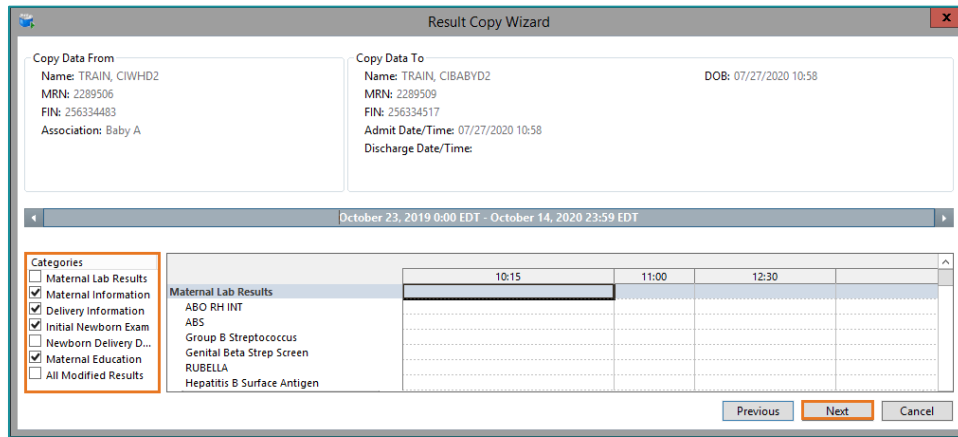 Result Copy Wizard
x
Copy Data From
Name: TRAIN, CIWHD2
MRN: 2289506
FIN: 256334483
Association: Baby A
Copy Data To
Name: TRAIN, CIBABYD2
DOB: 07/27/2020 10:58
MRN: 2289509
FIN: 256334517
Admit Date/Time: 07/27/2020 10:58
Discharge Date/Time:
October 23, 2019 0:00 EDT - October 14, 2020 23:59 EDT
Categories
Maternal Lab Results
Maternal Information
Delivery Information
Initial Newborn Exam
Newborn Delivery D...
Maternal Education
All Modified Results
10:15 11:00 12:30
Maternal Lab Results
ABO RH INT
ABS
Group B Streptococcus
Genital Beta Strep Screen
RUBELLA
Hepatitis B Surface Antigen
Previous Next Cancel